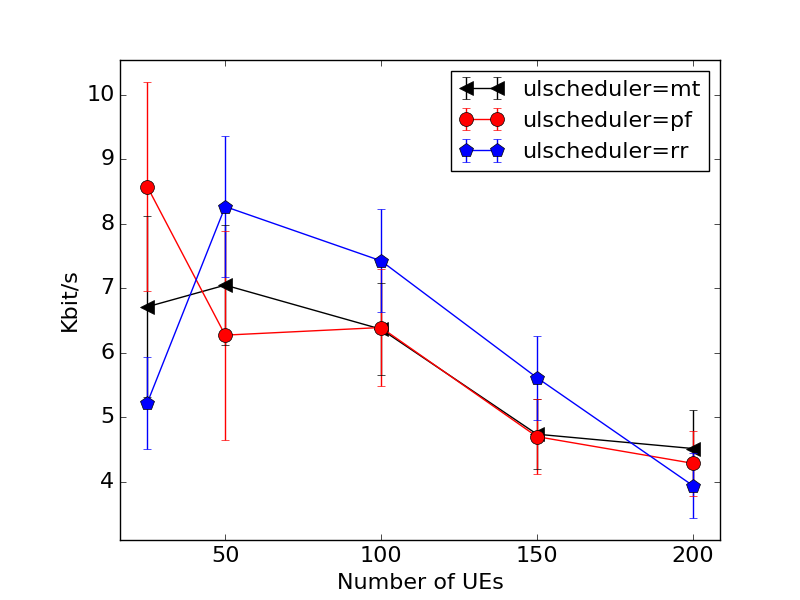 ulscheduler=mt
ulscheduler=pf
ulscheduler=rr
Kbit/s
10
9
8
7
6
5
4
50 100 150 200
Number of UEs